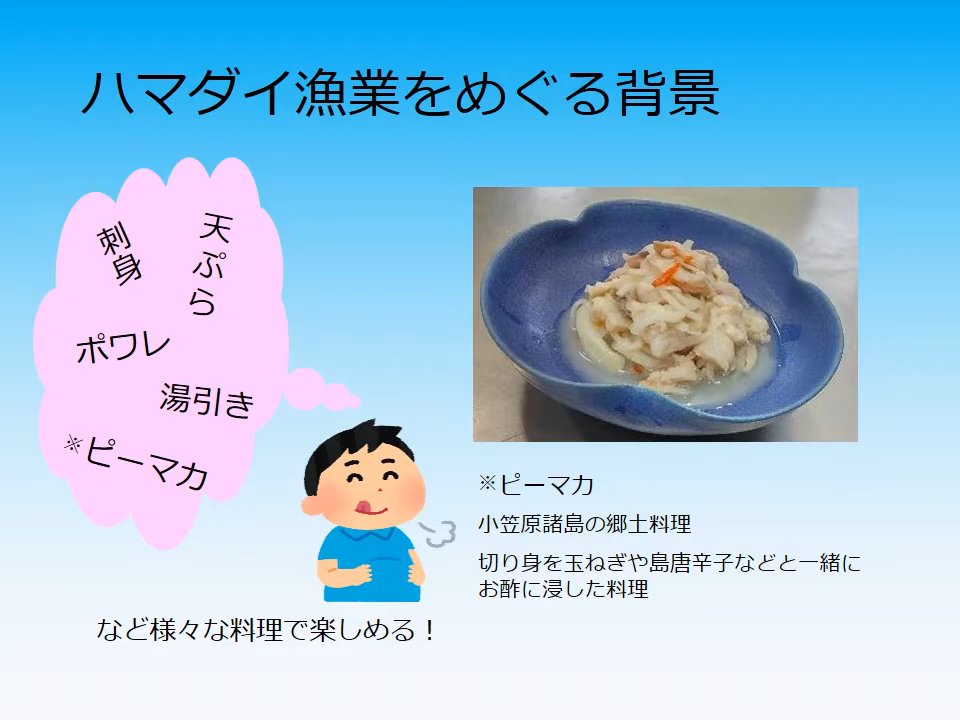 ハマダイ漁業をめぐる背景
刺身
天ぷら
ポワレ
湯引き
※ピーマカ
など様々な料理で楽しめる！
※ピーマカ
小笠原諸島の郷土料理
切り身を玉ねぎや島唐辛子などと一緒に
お酢に浸した料理